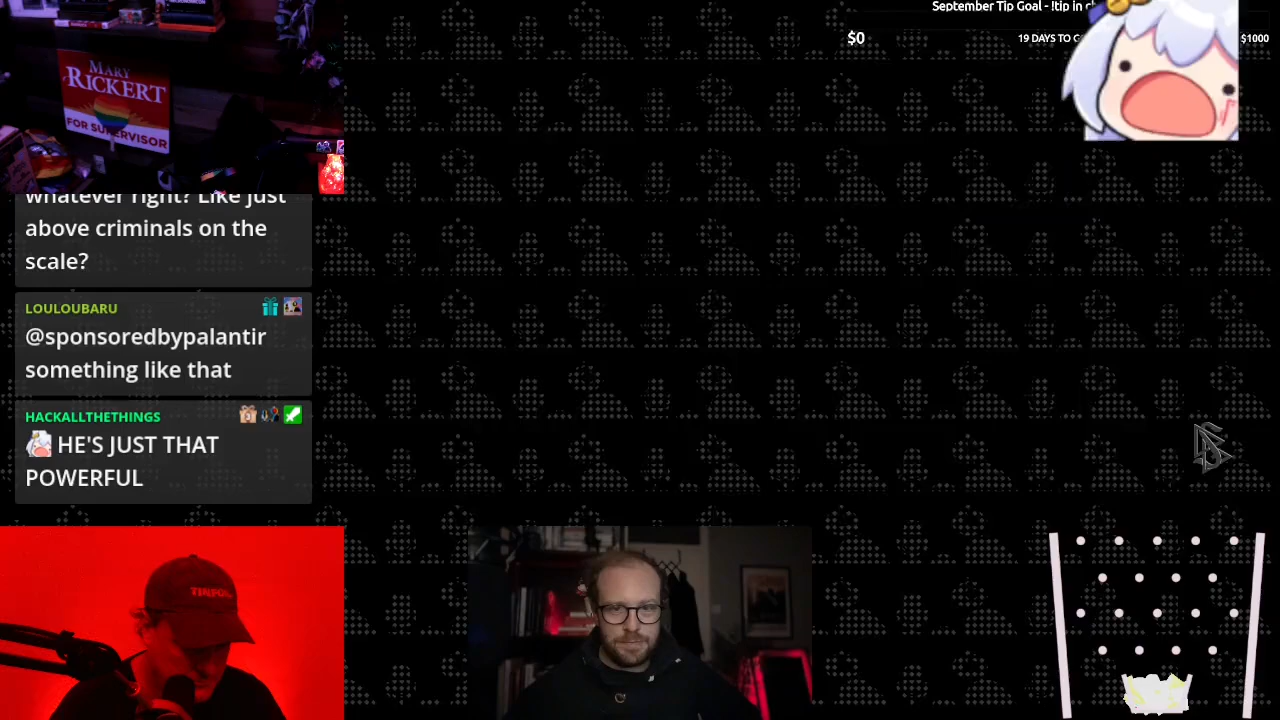 September Tip Goal - !tip in
$0
19 DAYS TO
$1000
MARY
RICKERT
FOR SUPERVISOR
whatever right? Like just
above criminals on the
scale?
LOULOUBARU
@sponsoredbypalantir
something like that
HACKALLTHETHINGS
HE'S JUST THAT
POWERFUL